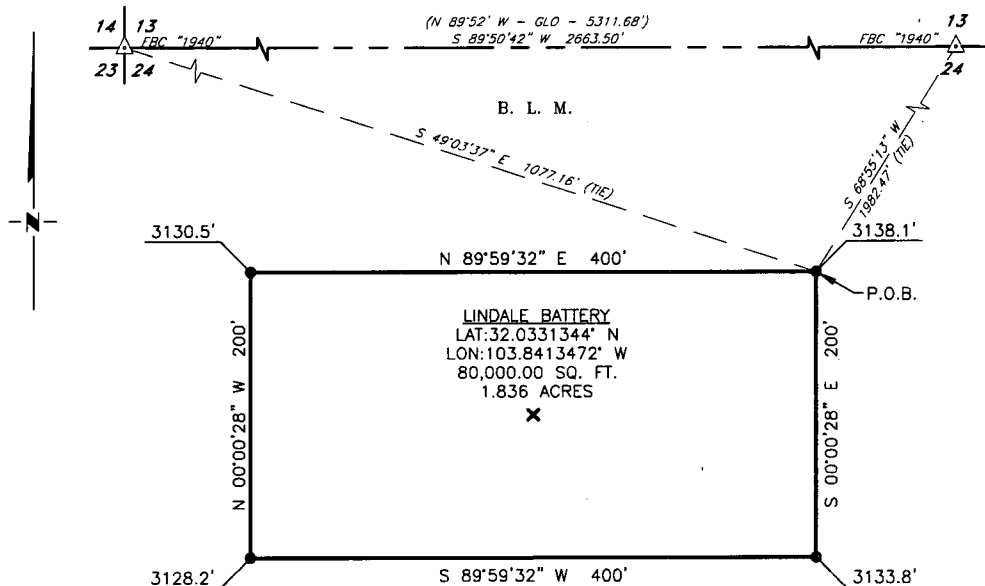 14 13
FBC "1940"
23 24
(N 89°52' W - GLO - 5311.68')
S 89°50'42" W 2663.50'
FBC "1940"
13
24
B. L. M.
S 49°03'37" E 1077.16' (TIE)
S 68°55'13" W
1982.47' (TIE)
N
3130.5'
3138.1'
N 89°59'32" E 400'
P.O.B.
LINDALE BATTERY
LAT:32.0331344° N
LON:103.8413472° W
80,000.00 SQ. FT.
1.836 ACRES
N 00°00'28" W 200'
S 00°00'28" E 200'
3128.2'
S 89°59'32" W 400'
3133.8'